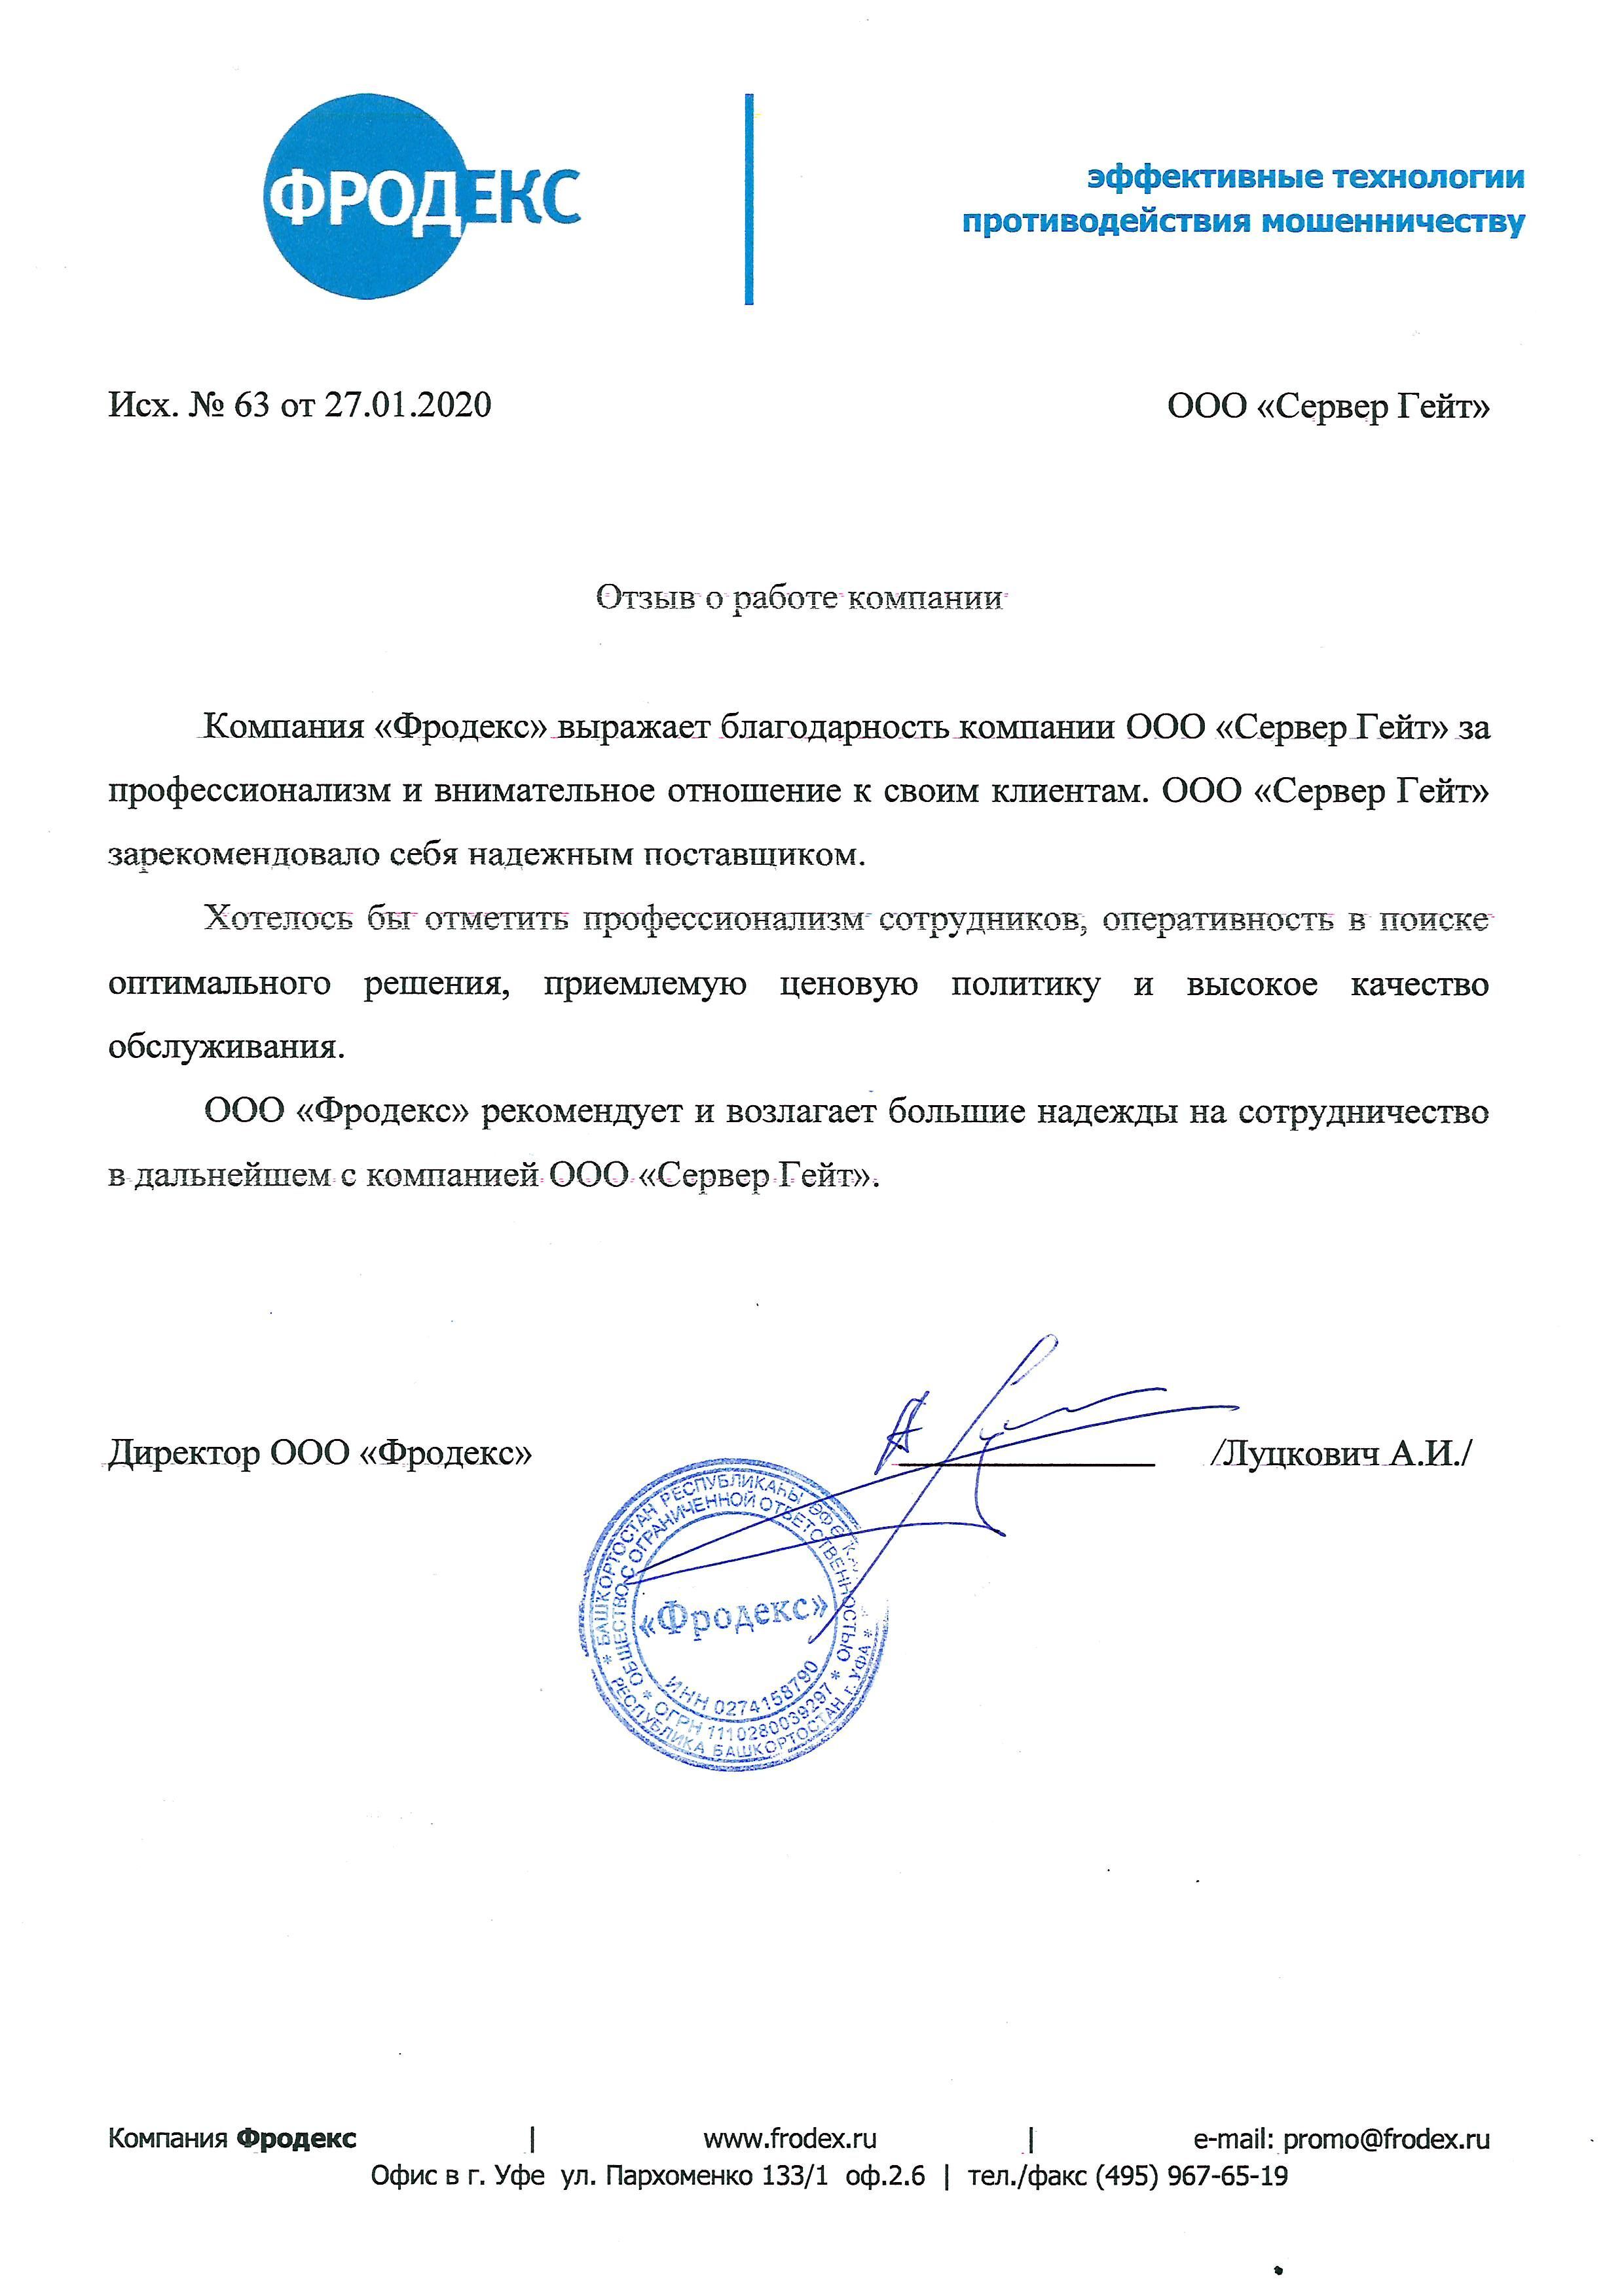 ФРОДЕКС
эффективные технологии
противодействия мошенничеству
Исх. № 63 от 27.01.2020
ООО «Сервер Гейт»
Отзыв о работе компании
Компания «Фродекс» выражает благодарность компании ООО «Сервер Гейт» за
профессионализм и внимательное отношение к своим клиентам. ООО «Сервер Гейт»
зарекомендовало себя надежным поставщиком.
Хотелось бы отметить профессионализм сотрудников, оперативность в поиске
оптимального решения, приемлемую ценовую политику и высокое качество
обслуживания.
ООО «Фродекс» рекомендует и возлагает большие надежды на сотрудничество
в дальнейшем с компанией ООО «Сервер Гейт».
Директор ООО «Фродекс»
/Луцкович А.И./
БАШКОРТОСТАН РЕСПУБЛИКАҺЫ ӨФӨ
ОБЩЕСТВО С ОГРАНИЧЕННОЙ ОТВЕТСТВЕННОСТЬЮ
«Фродекс»
ИНН 0274158790
* ОГРН 1110280039297 *
* РЕСПУБЛИКА БАШКОРТОСТАН г. УФА *
Компания Фродекс | www.frodex.ru | e-mail: promo@frodex.ru
Офис в г. Уфе ул. Пархоменко 133/1 оф.2.6 | тел./факс (495) 967-65-19